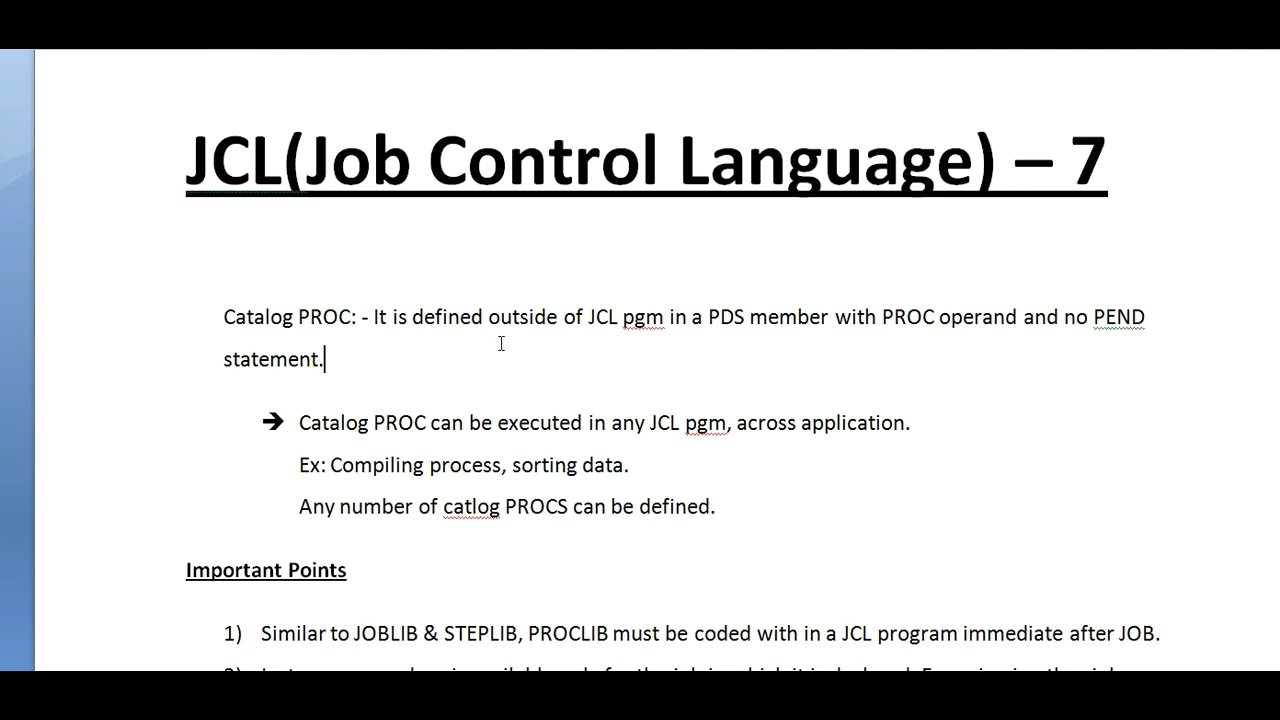 JCL(Job Control Language) – 7
Catalog PROC: - It is defined outside of JCL pgm in a PDS member with PROC operand and no PEND
statement.
➔ Catalog PROC can be executed in any JCL pgm, across application.
Ex: Compiling process, sorting data.
Any number of catlog PROCS can be defined.
Important Points
1) Similar to JOBLIB & STEPLIB, PROCLIB must be coded with in a JCL program immediate after JOB.